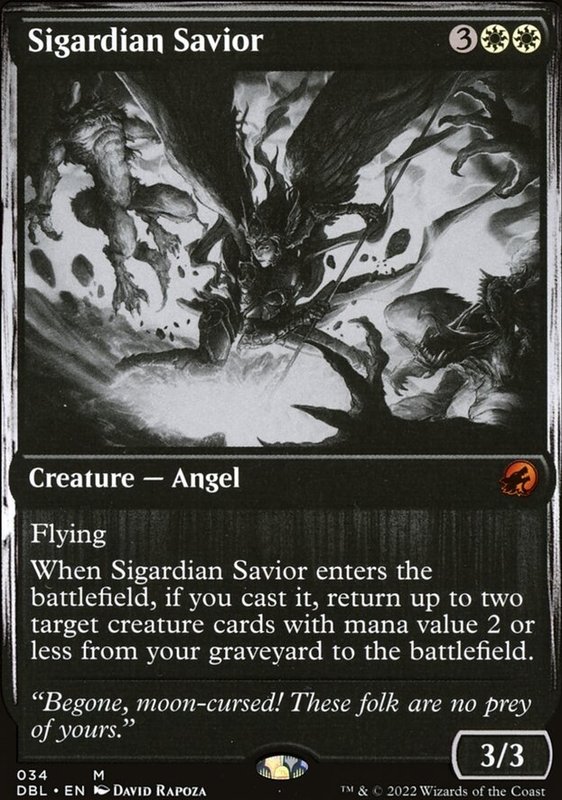 Sigardian Savior 3
Creature — Angel
Flying
When Sigardian Savior enters the
battlefield, if you cast it, return up to two
target creature cards with mana value 2 or
less from your graveyard to the battlefield.
“Begone, moon-cursed! These folk are no prey
of yours.”
3/3
034 M
DBL • EN DAVID RAPOZA ™ & © 2022 Wizards of the Coast